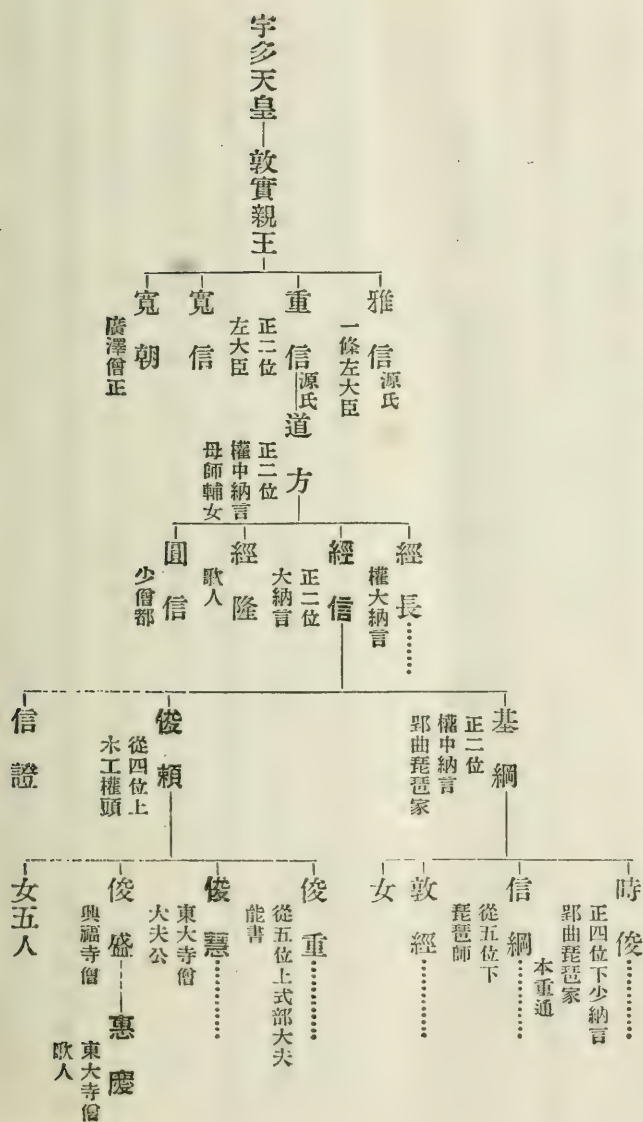 宇多天皇—敦實親王
雅信 源氏
一條左大臣
重信 源氏
正二位
左大臣
寬信
寬朝
廣澤僧正
道方
正二位
權中納言
母師輔女
經長………
權大納言
經信
正二位
大納言
經隆
歌人
圓信
少僧都
基綱
正二位
權中納言
郢曲琵琶家
俊賴
從四位上
木工權頭
信證
時俊………
正四位下少納言
郢曲琵琶家
本重通
信綱………
從五位下
琵琶師
敦經………
女
俊重………
從五位上式部大夫
能書
俊慧………
東大寺僧
大夫公
俊盛
興福寺僧
惠慶
東大寺僧
歌人
女五人